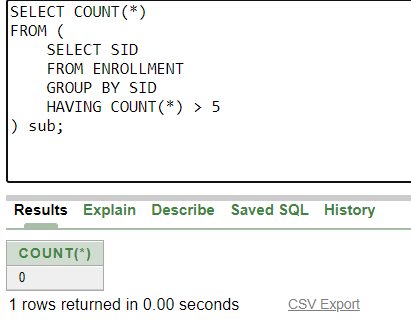 SELECT COUNT(*)
FROM (
    SELECT SID
    FROM ENROLLMENT
    GROUP BY SID
    HAVING COUNT(*) > 5
) sub;
Results Explain Describe Saved SQL History
COUNT(*)
0
1 rows returned in 0.00 seconds CSV Export